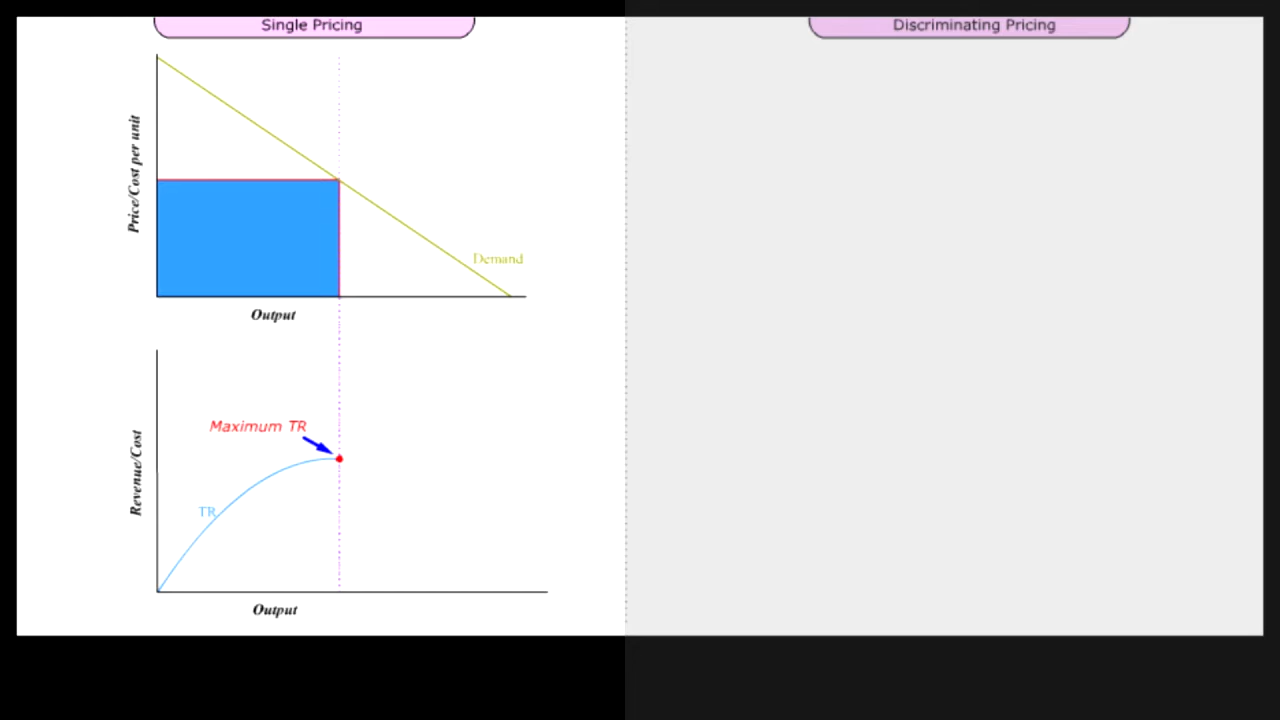 Single Pricing
Discriminating Pricing
Price/Cost per unit
Demand
Output
Maximum TR
Revenue/Cost
TR
Output